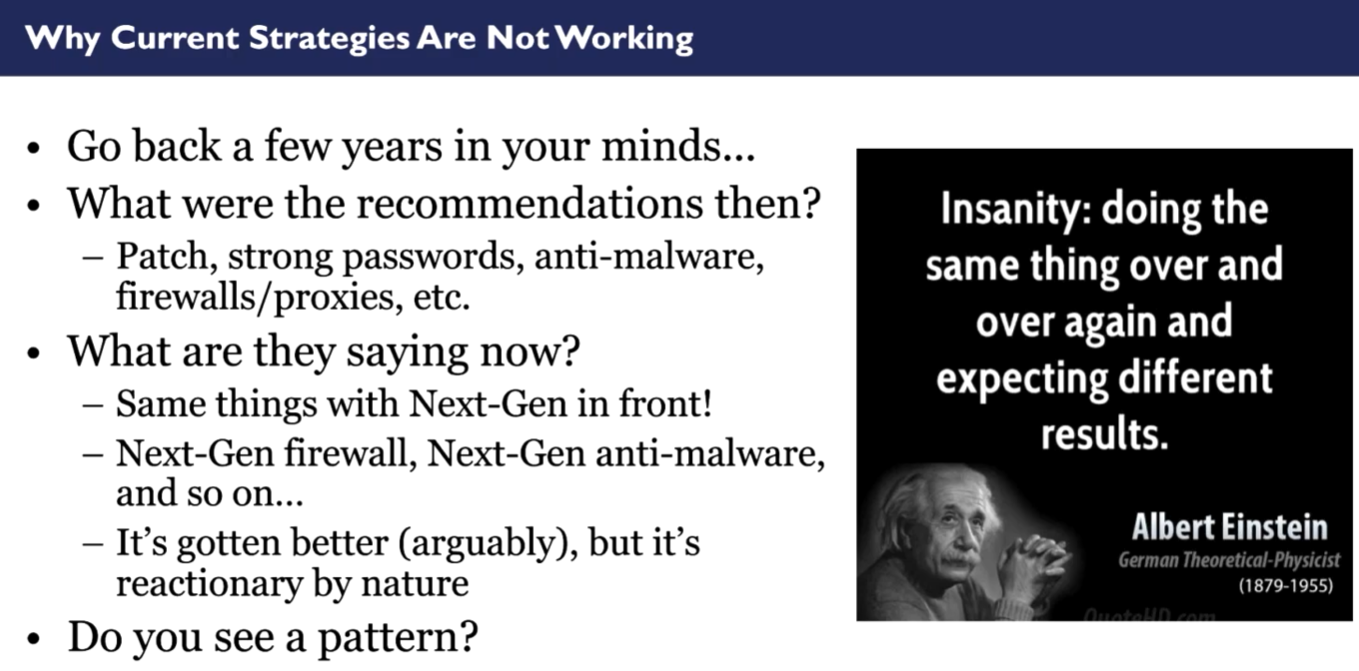 Why Current Strategies Are Not Working
• Go back a few years in your minds...
• What were the recommendations then?
– Patch, strong passwords, anti-malware,
firewalls/proxies, etc.
• What are they saying now?
– Same things with Next-Gen in front!
– Next-Gen firewall, Next-Gen anti-malware,
and so on...
– It's gotten better (arguably), but it's
reactionary by nature
• Do you see a pattern?
Insanity: doing the
same thing over and
over again and
expecting different
results.
Albert Einstein
German Theoretical-Physicist
(1879-1955)
QuoteHD.com